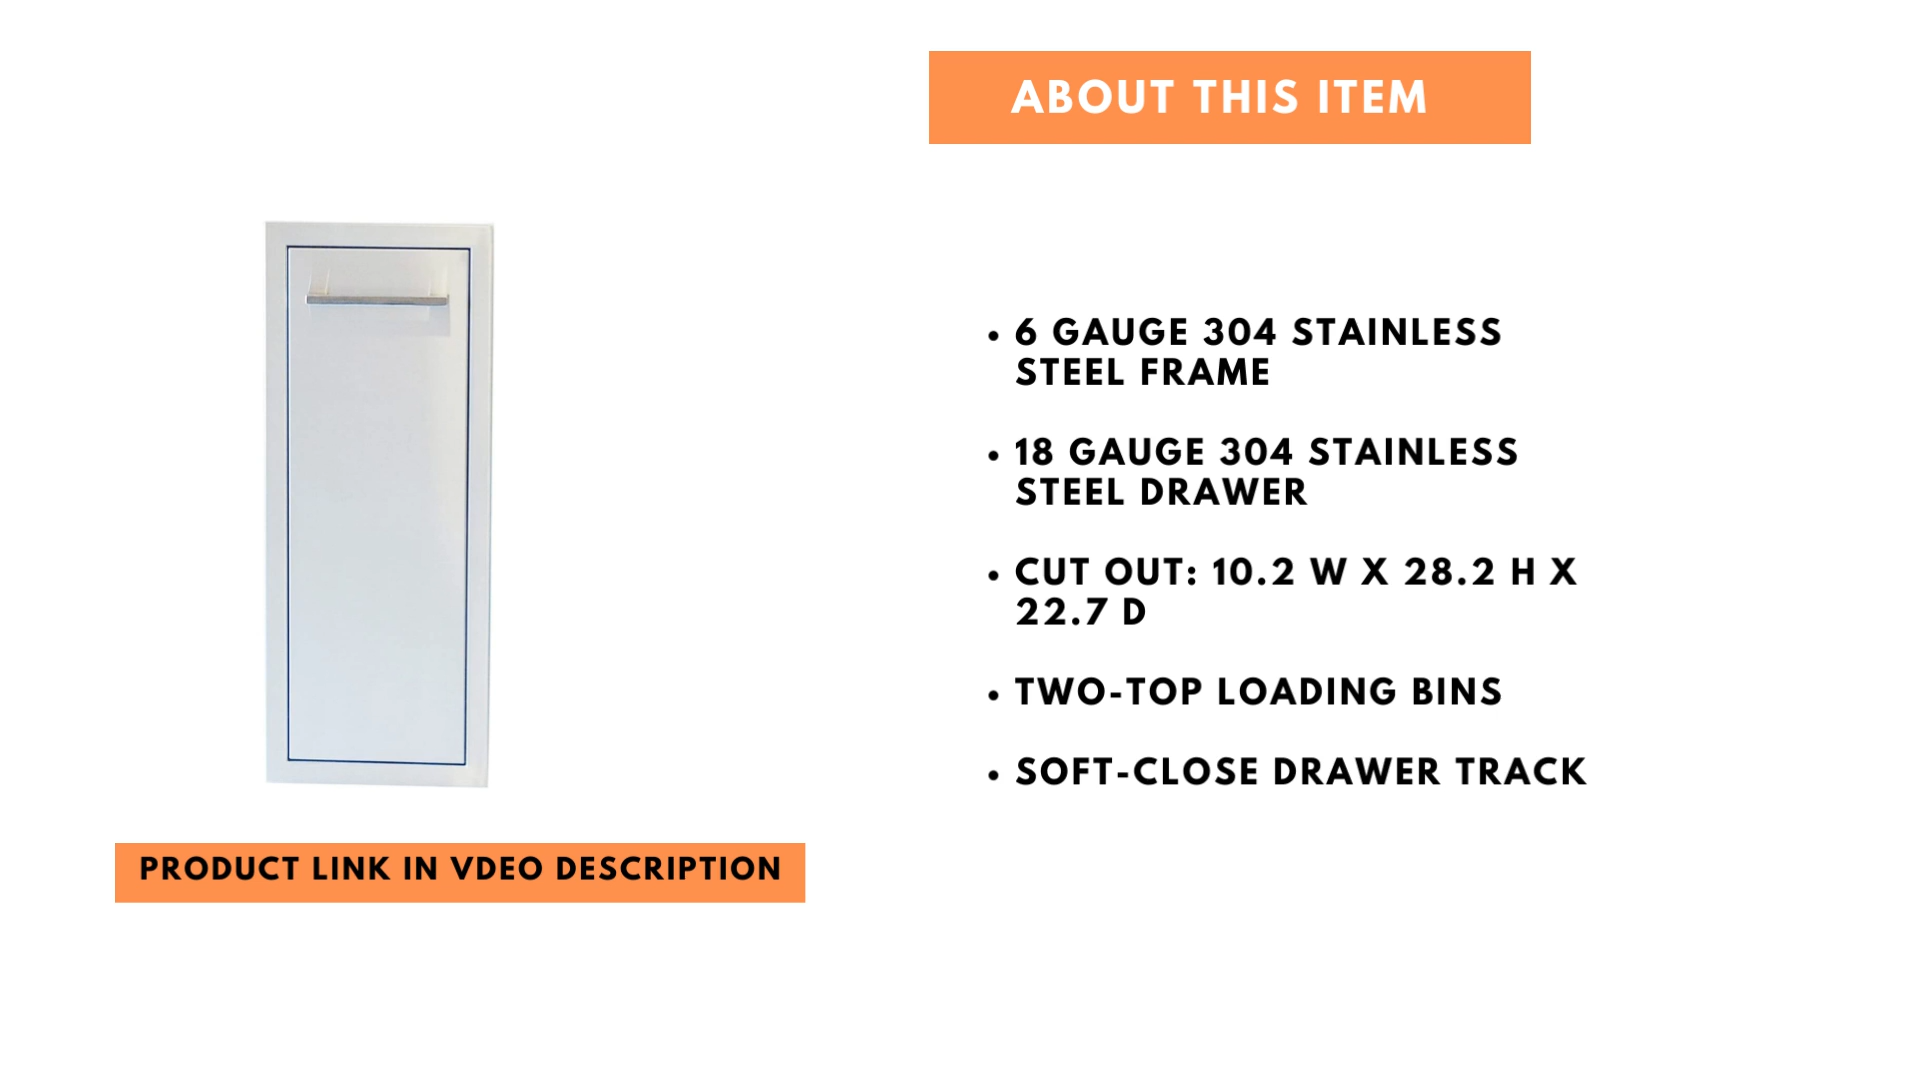 ABOUT THIS ITEM
• 6 GAUGE 304 STAINLESS
STEEL FRAME
• 18 GAUGE 304 STAINLESS
STEEL DRAWER
• CUT OUT: 10.2 W X 28.2 H X
22.7 D
• TWO-TOP LOADING BINS
• SOFT-CLOSE DRAWER TRACK
PRODUCT LINK IN VDEO DESCRIPTION